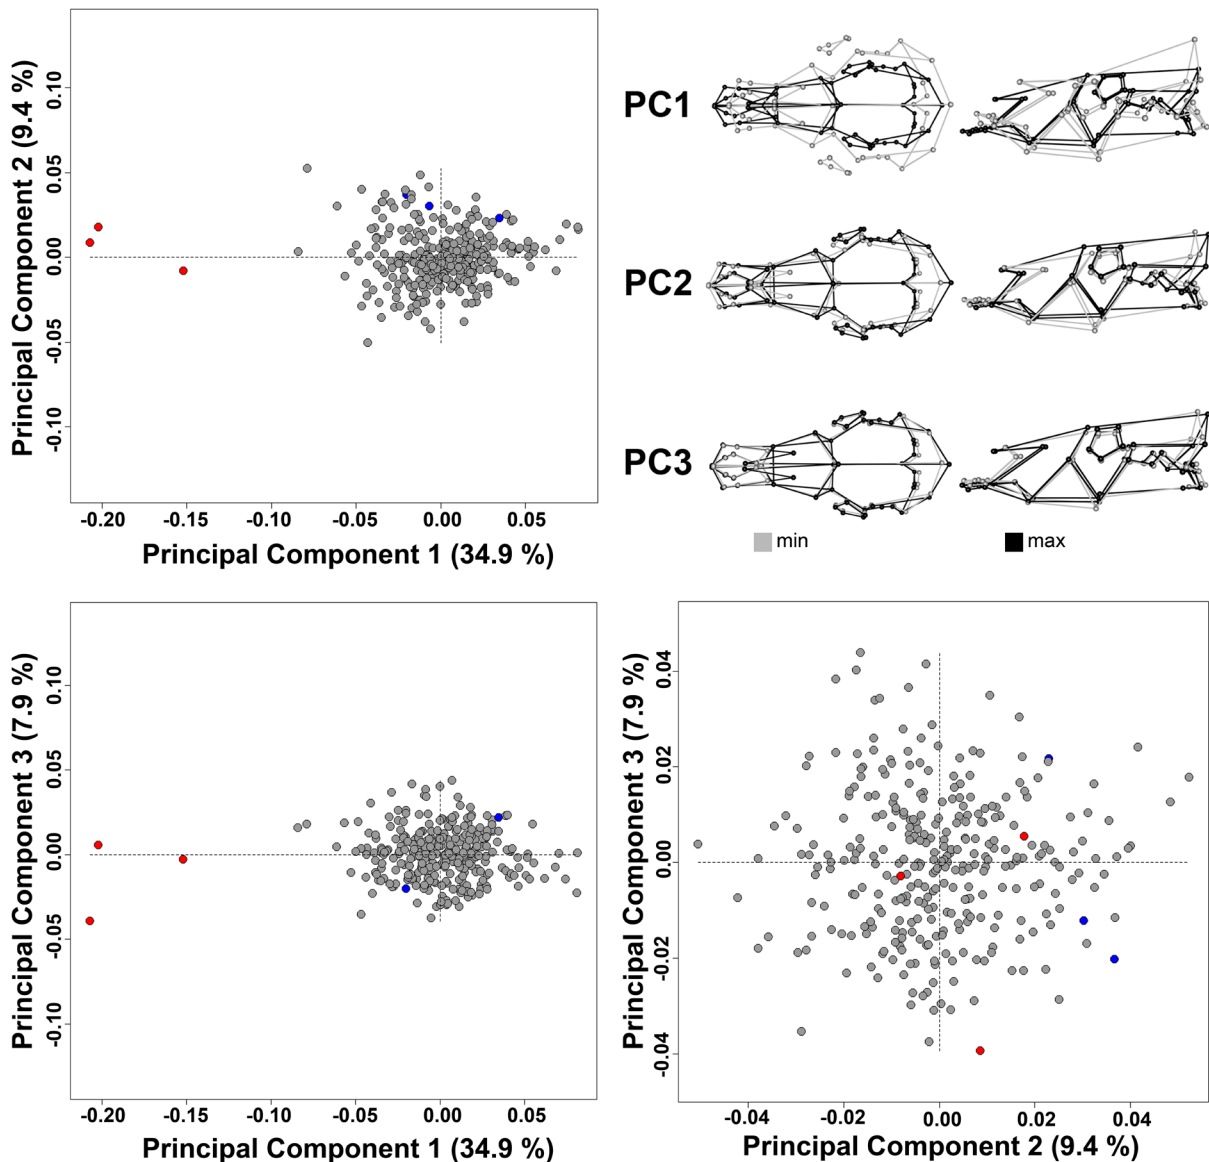 Principal Component 2 (9.4 %)
0.10
0.05
0.00
-0.05
-0.10
-0.20 -0.15 -0.10 -0.05 0.00 0.05
Principal Component 1 (34.9 %)
PC1
PC2
PC3
min max
Principal Component 3 (7.9 %)
0.10
0.05
0.00
-0.05
-0.10
-0.20 -0.15 -0.10 -0.05 0.00 0.05
Principal Component 1 (34.9 %)
Principal Component 3 (7.9 %)
0.04
0.02
0.00
-0.02
-0.04
-0.04 -0.02 0.00 0.02 0.04
Principal Component 2 (9.4 %)